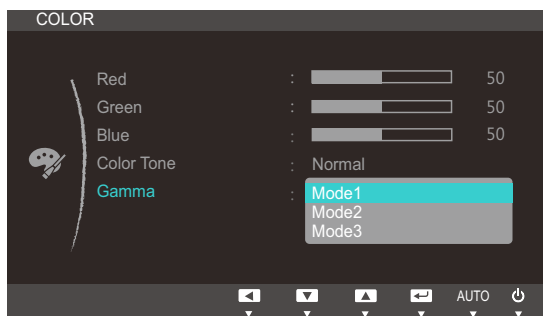 COLOR
Red : 50
Green : 50
Blue : 50
Color Tone : Normal
Gamma : Mode1
Mode2
Mode3
AUTO